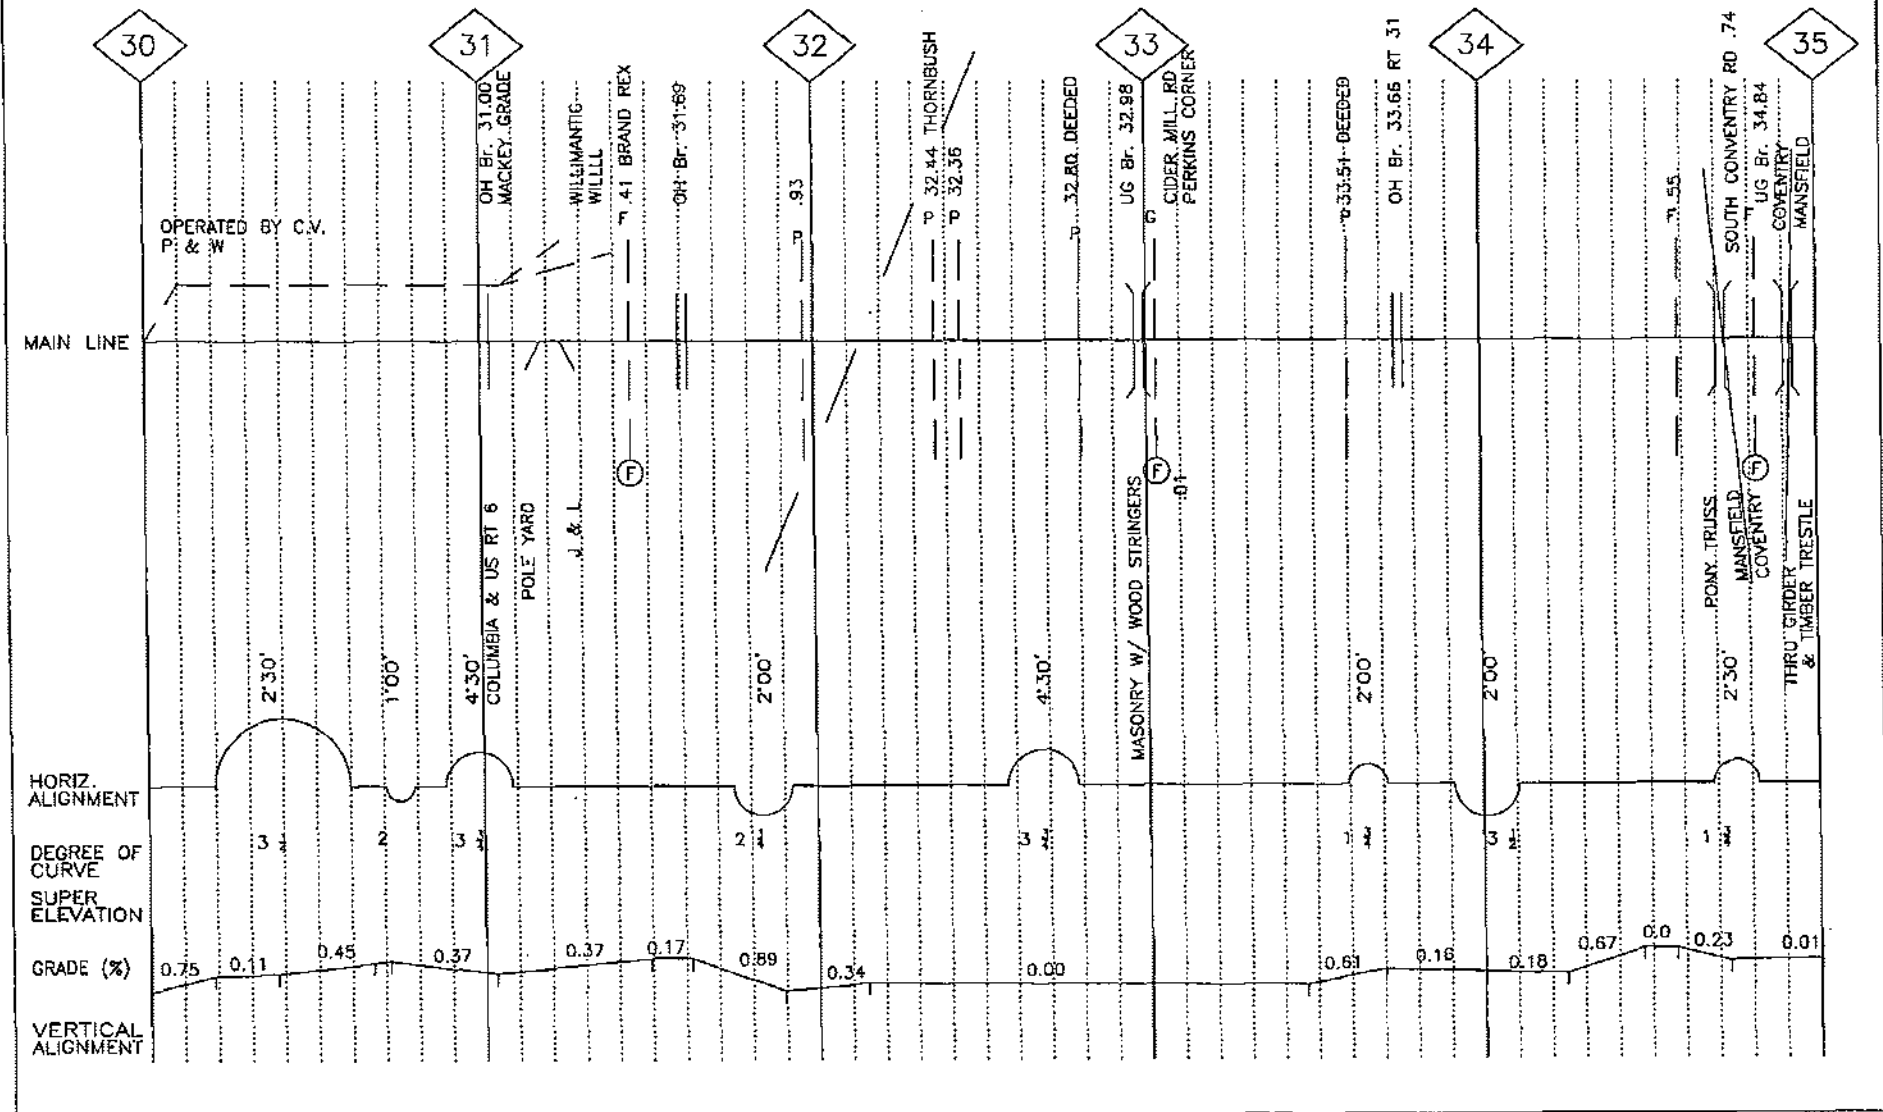 30
31
32
33
34
35
OPERATED BY C.V.
P & W
OH Br. 31.00
MACKEY GRADE
WILLIMANTIC
WILLL
.41 BRAND REX
OH Br. 31.69
P .93
P 32.44 THORNBUSH
P 32.36
P 32.80 DEEDED
UG Br. 32.98
G CIDER MILL RD
PERKINS CORNER
33.51 DEEDED
OH Br. 33.66 RT 31
.55
SOUTH COVENTRY RD .74
UG Br. 34.84
COVENTRY
MANSFIELD
MAIN LINE
F
F
.01
F
COLUMBIA & US RT 6
POLE YARD
J & L
MASONRY W/ WOOD STRINGERS
PONY TRUSS
MANSFIELD
COVENTRY
THRU GIRDER
& TIMBER TRESTLE
2°30'
1°00'
4°30'
2°00'
4°30'
2°00'
2°00'
2°30'
HORIZ.
ALIGNMENT
DEGREE OF
CURVE
2
SUPER
ELEVATION
GRADE (%)
0.75
0.11
0.45
0.37
0.37
0.17
0.89
0.34
0.00
0.61
0.16
0.18
0.67
0.0
0.23
0.01
VERTICAL
ALIGNMENT